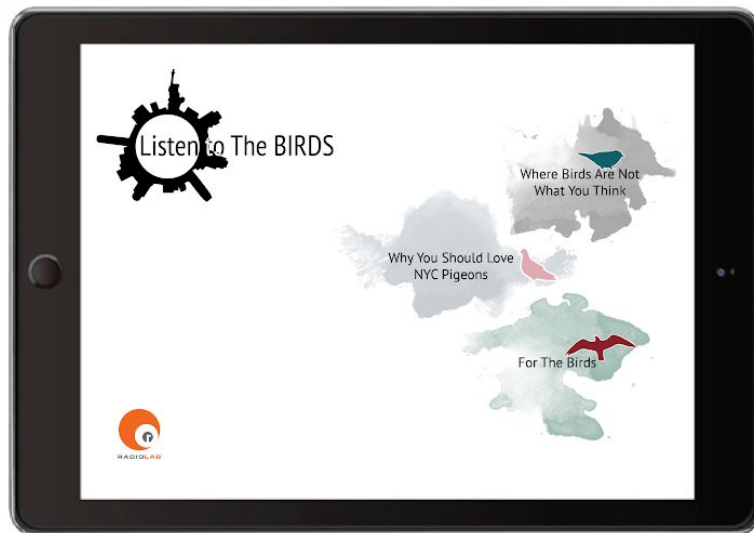 Listen to The BIRDS
Where Birds Are Not
What You Think
Why You Should Love
NYC Pigeons
For The Birds
RADIOLAB